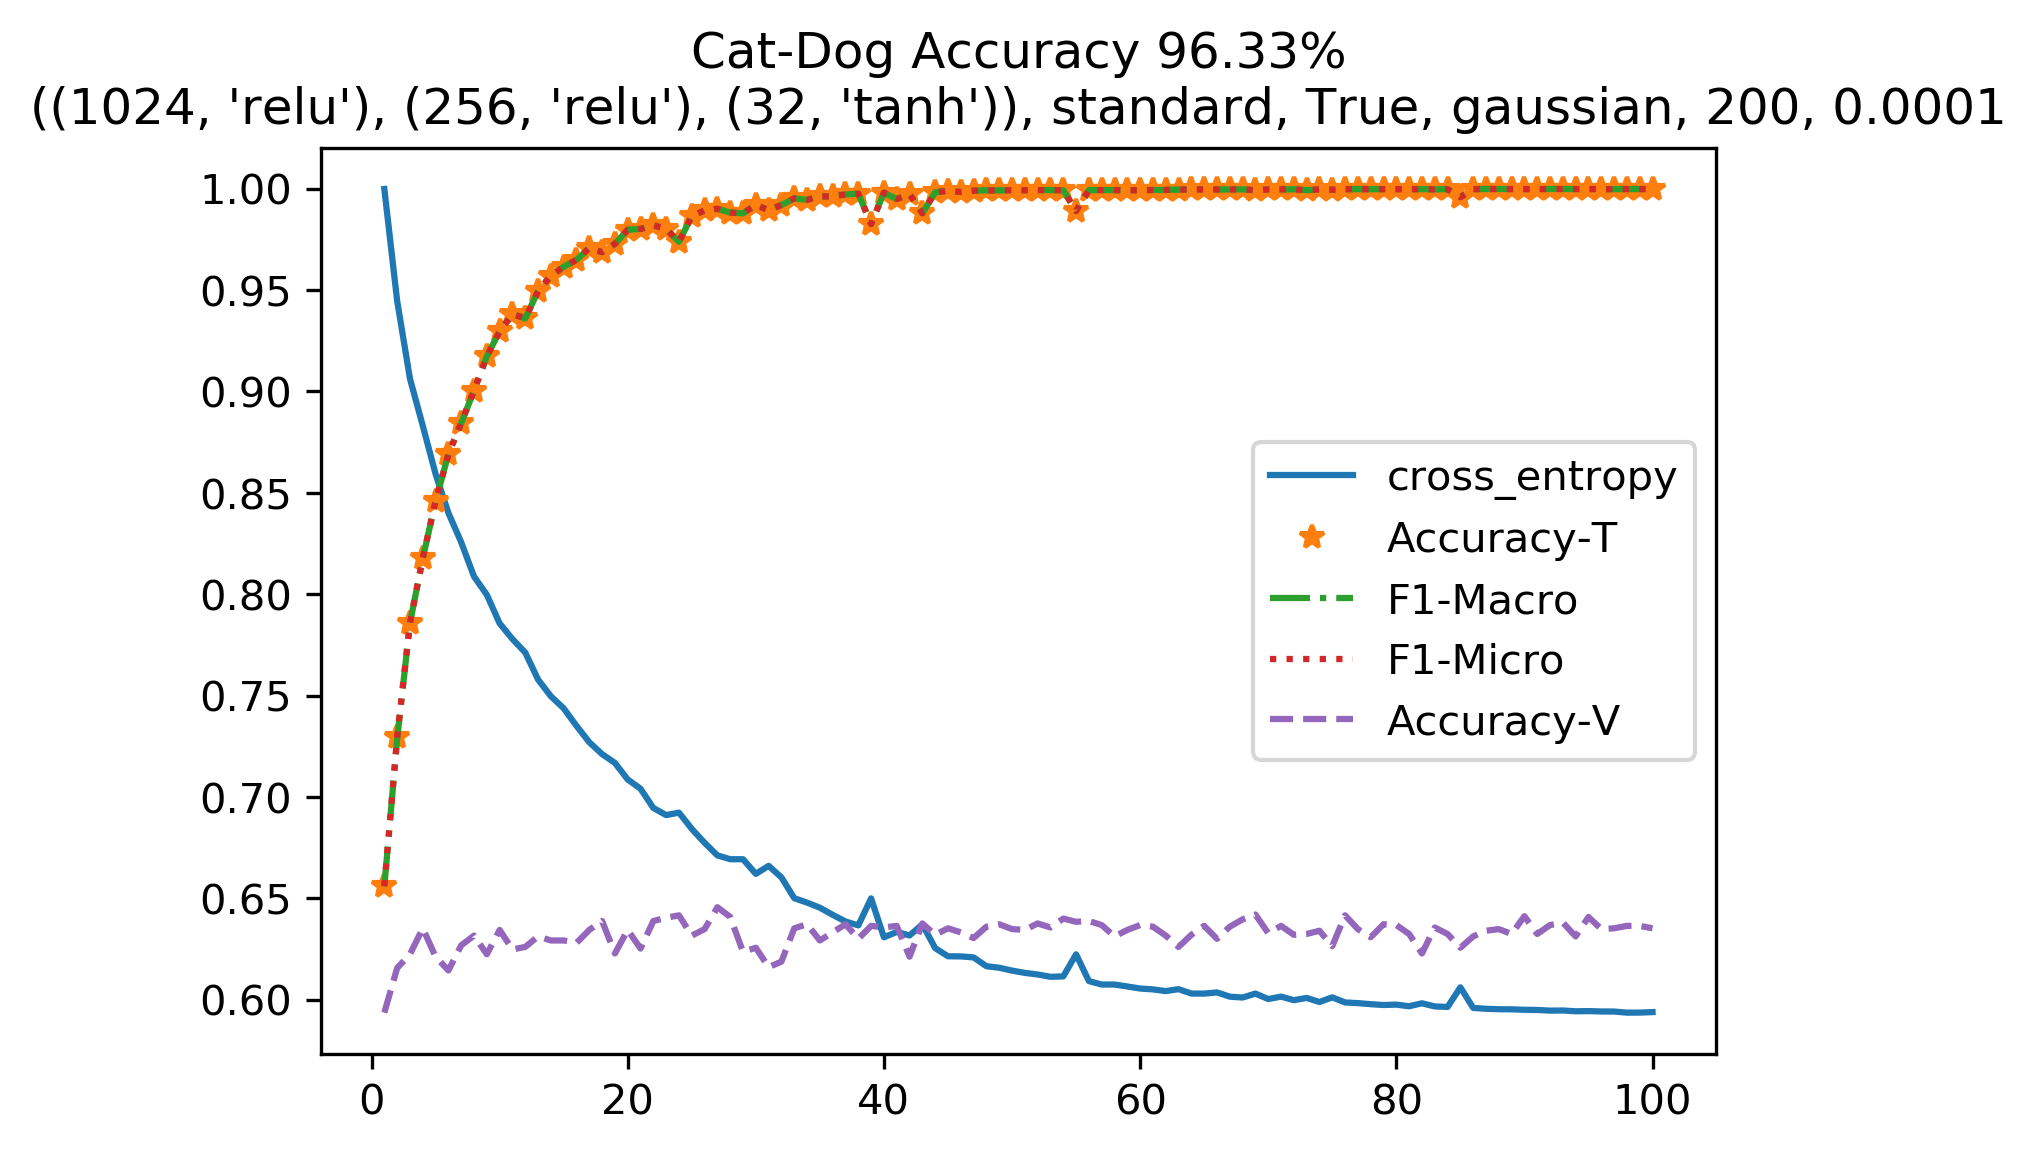 Cat-Dog Accuracy 96.33%
((1024, 'relu'), (256, 'relu'), (32, 'tanh')), standard, True, gaussian, 200, 0.0001
1.00
0.95
0.90
0.85
0.80
0.75
0.70
0.65
0.60
cross_entropy
Accuracy-T
F1-Macro
F1-Micro
Accuracy-V
0 20 40 60 80 100